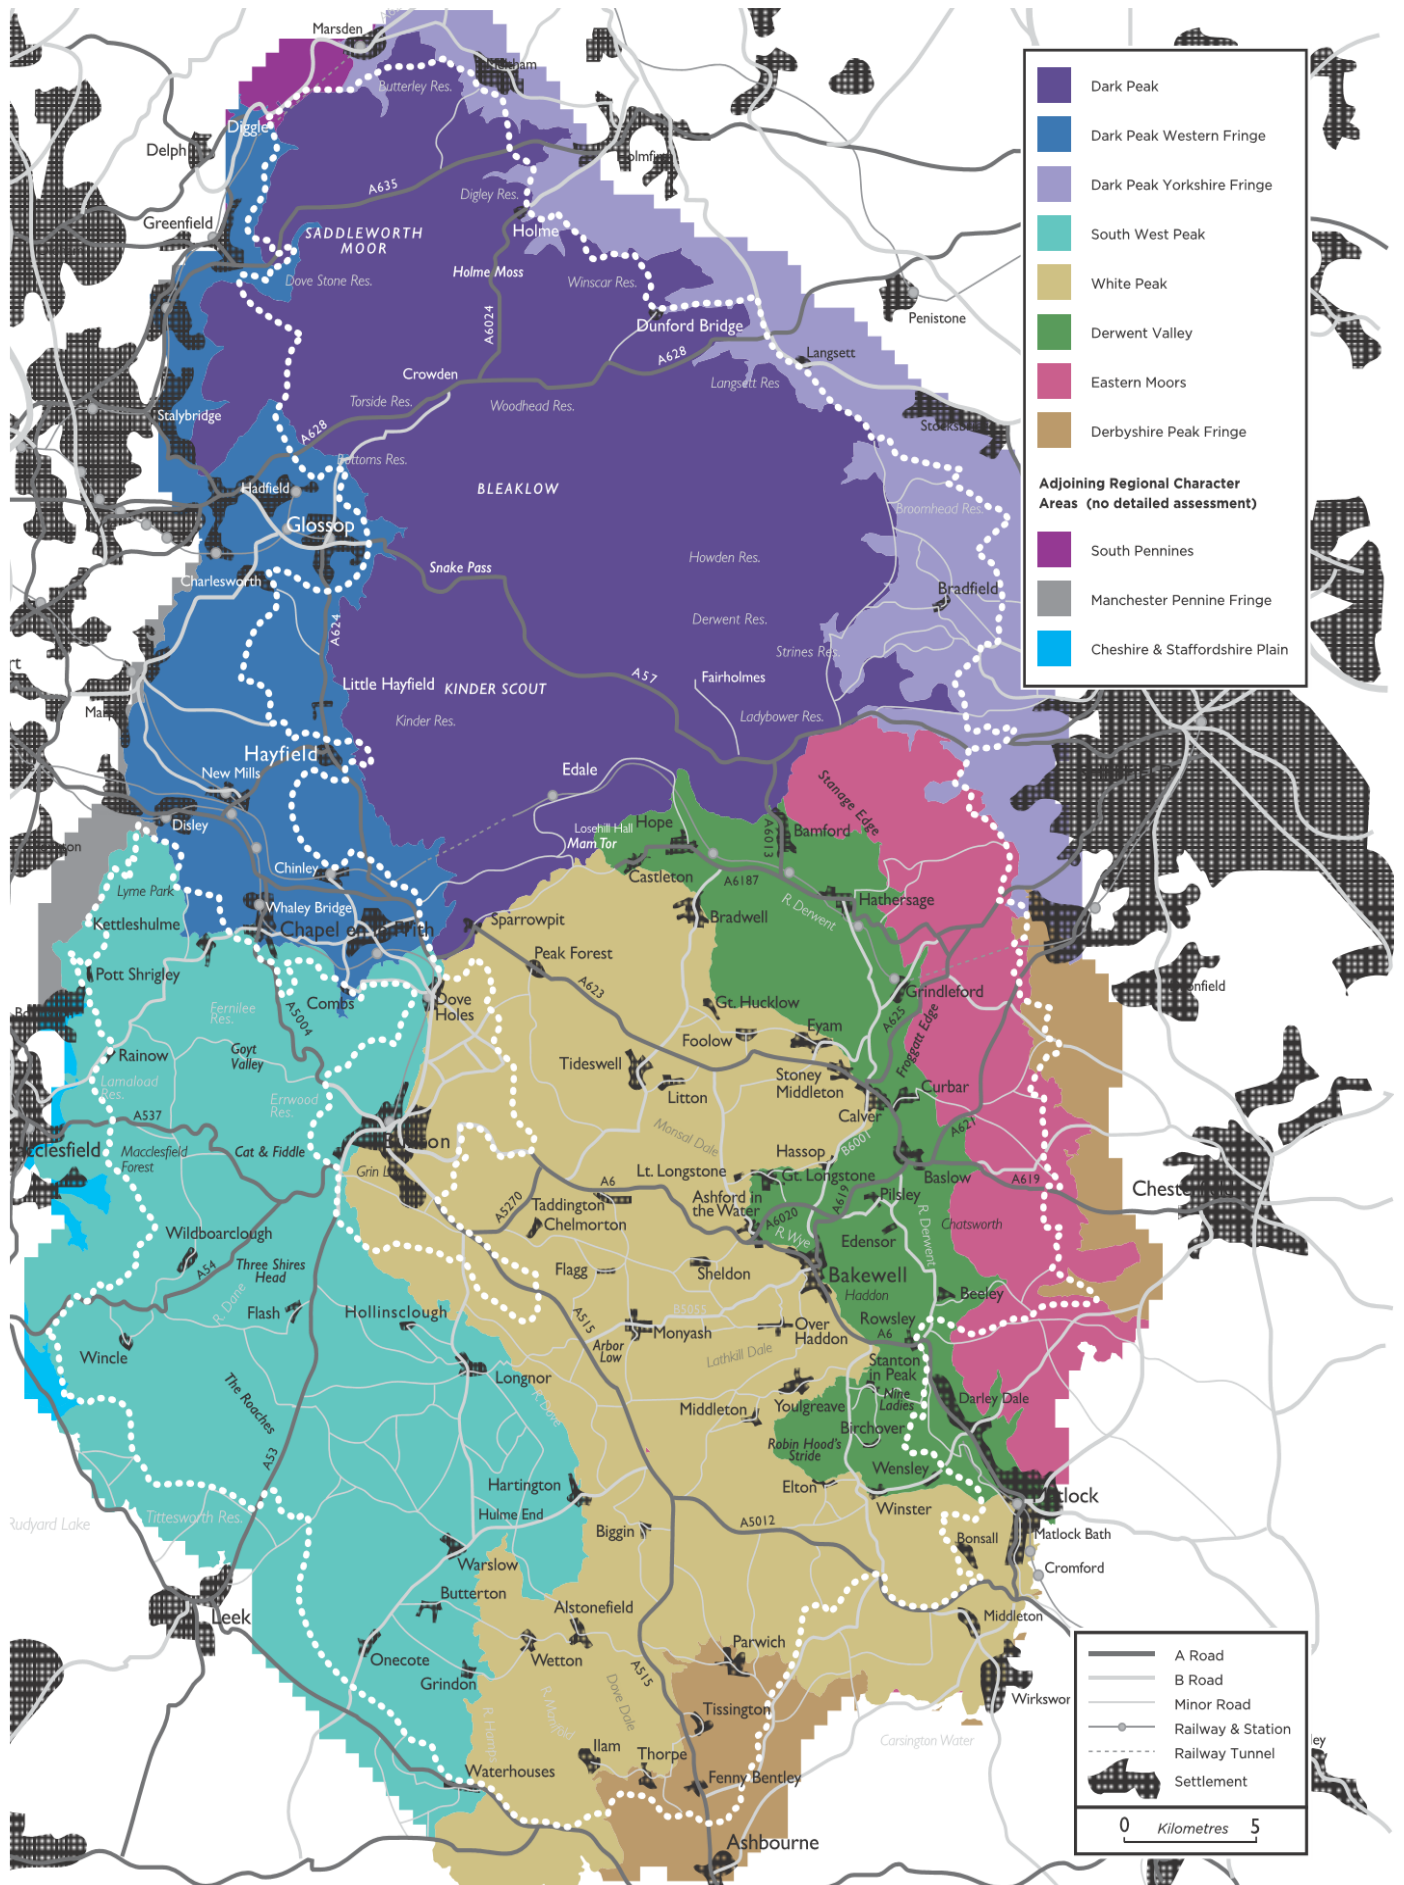 Marsden
Meltham
Butterley Res.
Diggle
Delph
Holmfirth
A635
Digley Res.
Greenfield
SADDLEWORTH
MOOR
Holme
Holme Moss
Dove Stone Res.
Winscar Res.
Penistone
A6024
Dunford Bridge
A628
Langsett
Crowden
Langsett Res
Torside Res.
Woodhead Res.
Stalybridge
A628
Bottoms Res.
Hadfield
BLEAKLOW
Broomhead Res.
Glossop
Howden Res.
Snake Pass
Charlesworth
Bradfield
A624
Derwent Res.
Strines Res.
A57
Fairholmes
Little Hayfield
KINDER SCOUT
Kinder Res.
Ladybower Res.
Hayfield
New Mills
Edale
Stanage Edge
Disley
Losehill Hall
Hope
A6013
Bamford
Mam Tor
Chinley
Castleton
A6187
Lyme Park
Hathersage
Whaley Bridge
R. Derwent
Kettleshulme
Chapel en le Frith
Sparrowpit
Bradwell
Peak Forest
Pott Shrigley
A623
Grindleford
Combs
Dove
Holes
Gt. Hucklow
Fernilee
Res.
A5004
A625
Froggatt Edge
Eyam
Foolow
Rainow
Goyt
Valley
Tideswell
Stoney
Middleton
Lamaload
Res.
Litton
Curbar
Errwood
Res.
Calver
A537
A621
Monsal Dale
Macclesfield
Forest
Cat & Fiddle
Buxton
Hassop
B6001
Grin L
Lt. Longstone
Gt. Longstone
Baslow
A619
A6
Taddington
Ashford in
the Water
A619
Pilsley
A5270
Chelmorton
A6020
R. Wye
R. Derwent
Chatsworth
Wildboarclough
Edensor
A54
Three Shires
Head
Flagg
Sheldon
Bakewell
Haddon
R. Dane
Beeley
Flash
Hollinsclough
A515
B5055
Monyash
Over
Haddon
Rowsley
A6
Wincle
Arbor
Low
Lathkill Dale
Stanton
in Peak
Longnor
The Roaches
R. Dove
Nine
Ladies
Darley Dale
Middleton
Youlgreave
Birchover
Robin Hood's
Stride
A53
Wensley
Hartington
Elton
Matlock
Winster
Hulme End
Rudyard Lake
Tittesworth Res.
Biggin
A5012
Matlock Bath
Bonsall
Warslow
Cromford
Butterton
Leek
Alstonefield
Middleton
Parwich
Onecote
Wetton
Grindon
A515
Dove Dale
R. Manifold
R. Hamps
Tissington
Carsington Water
Ilam
Thorpe
Waterhouses
Fenny Bentley
Ashbourne
Dark Peak
Dark Peak Western Fringe
Dark Peak Yorkshire Fringe
South West Peak
White Peak
Derwent Valley
Eastern Moors
Derbyshire Peak Fringe
Adjoining Regional Character
Areas (no detailed assessment)
South Pennines
Manchester Pennine Fringe
Cheshire & Staffordshire Plain
A Road
B Road
Minor Road
Railway & Station
Railway Tunnel
Settlement
0 Kilometres 5